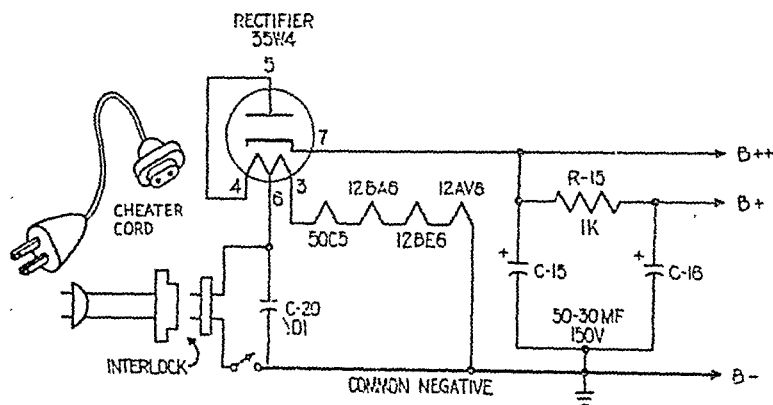 RECTIFIER
35W4
5
7
4
6
3
12BA6
12AV6
50C5
12BE6
CHEATER
CORD
C-20
.01
INTERLOCK
COMMON NEGATIVE
R-15
1K
+
C-15
+
C-16
50-30 MF
150V
B++
B+
B-